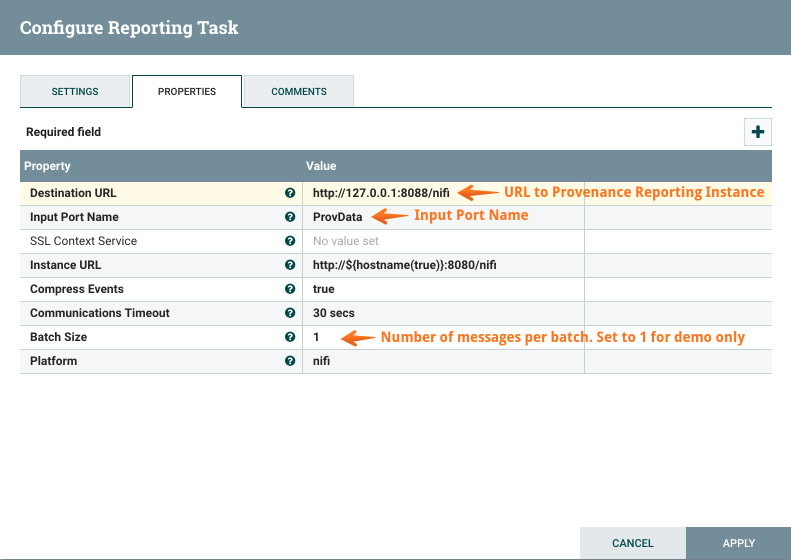 Configure Reporting Task
SETTINGS
PROPERTIES
COMMENTS
Required field
Property Value
Destination URL http://127.0.0.1:8088/nifi URL to Provenance Reporting Instance
Input Port Name ProvData Input Port Name
SSL Context Service No value set
Instance URL http://${hostname(true)}:8080/nifi
Compress Events true
Communications Timeout 30 secs
Batch Size 1 Number of messages per batch. Set to 1 for demo only
Platform nifi
CANCEL APPLY